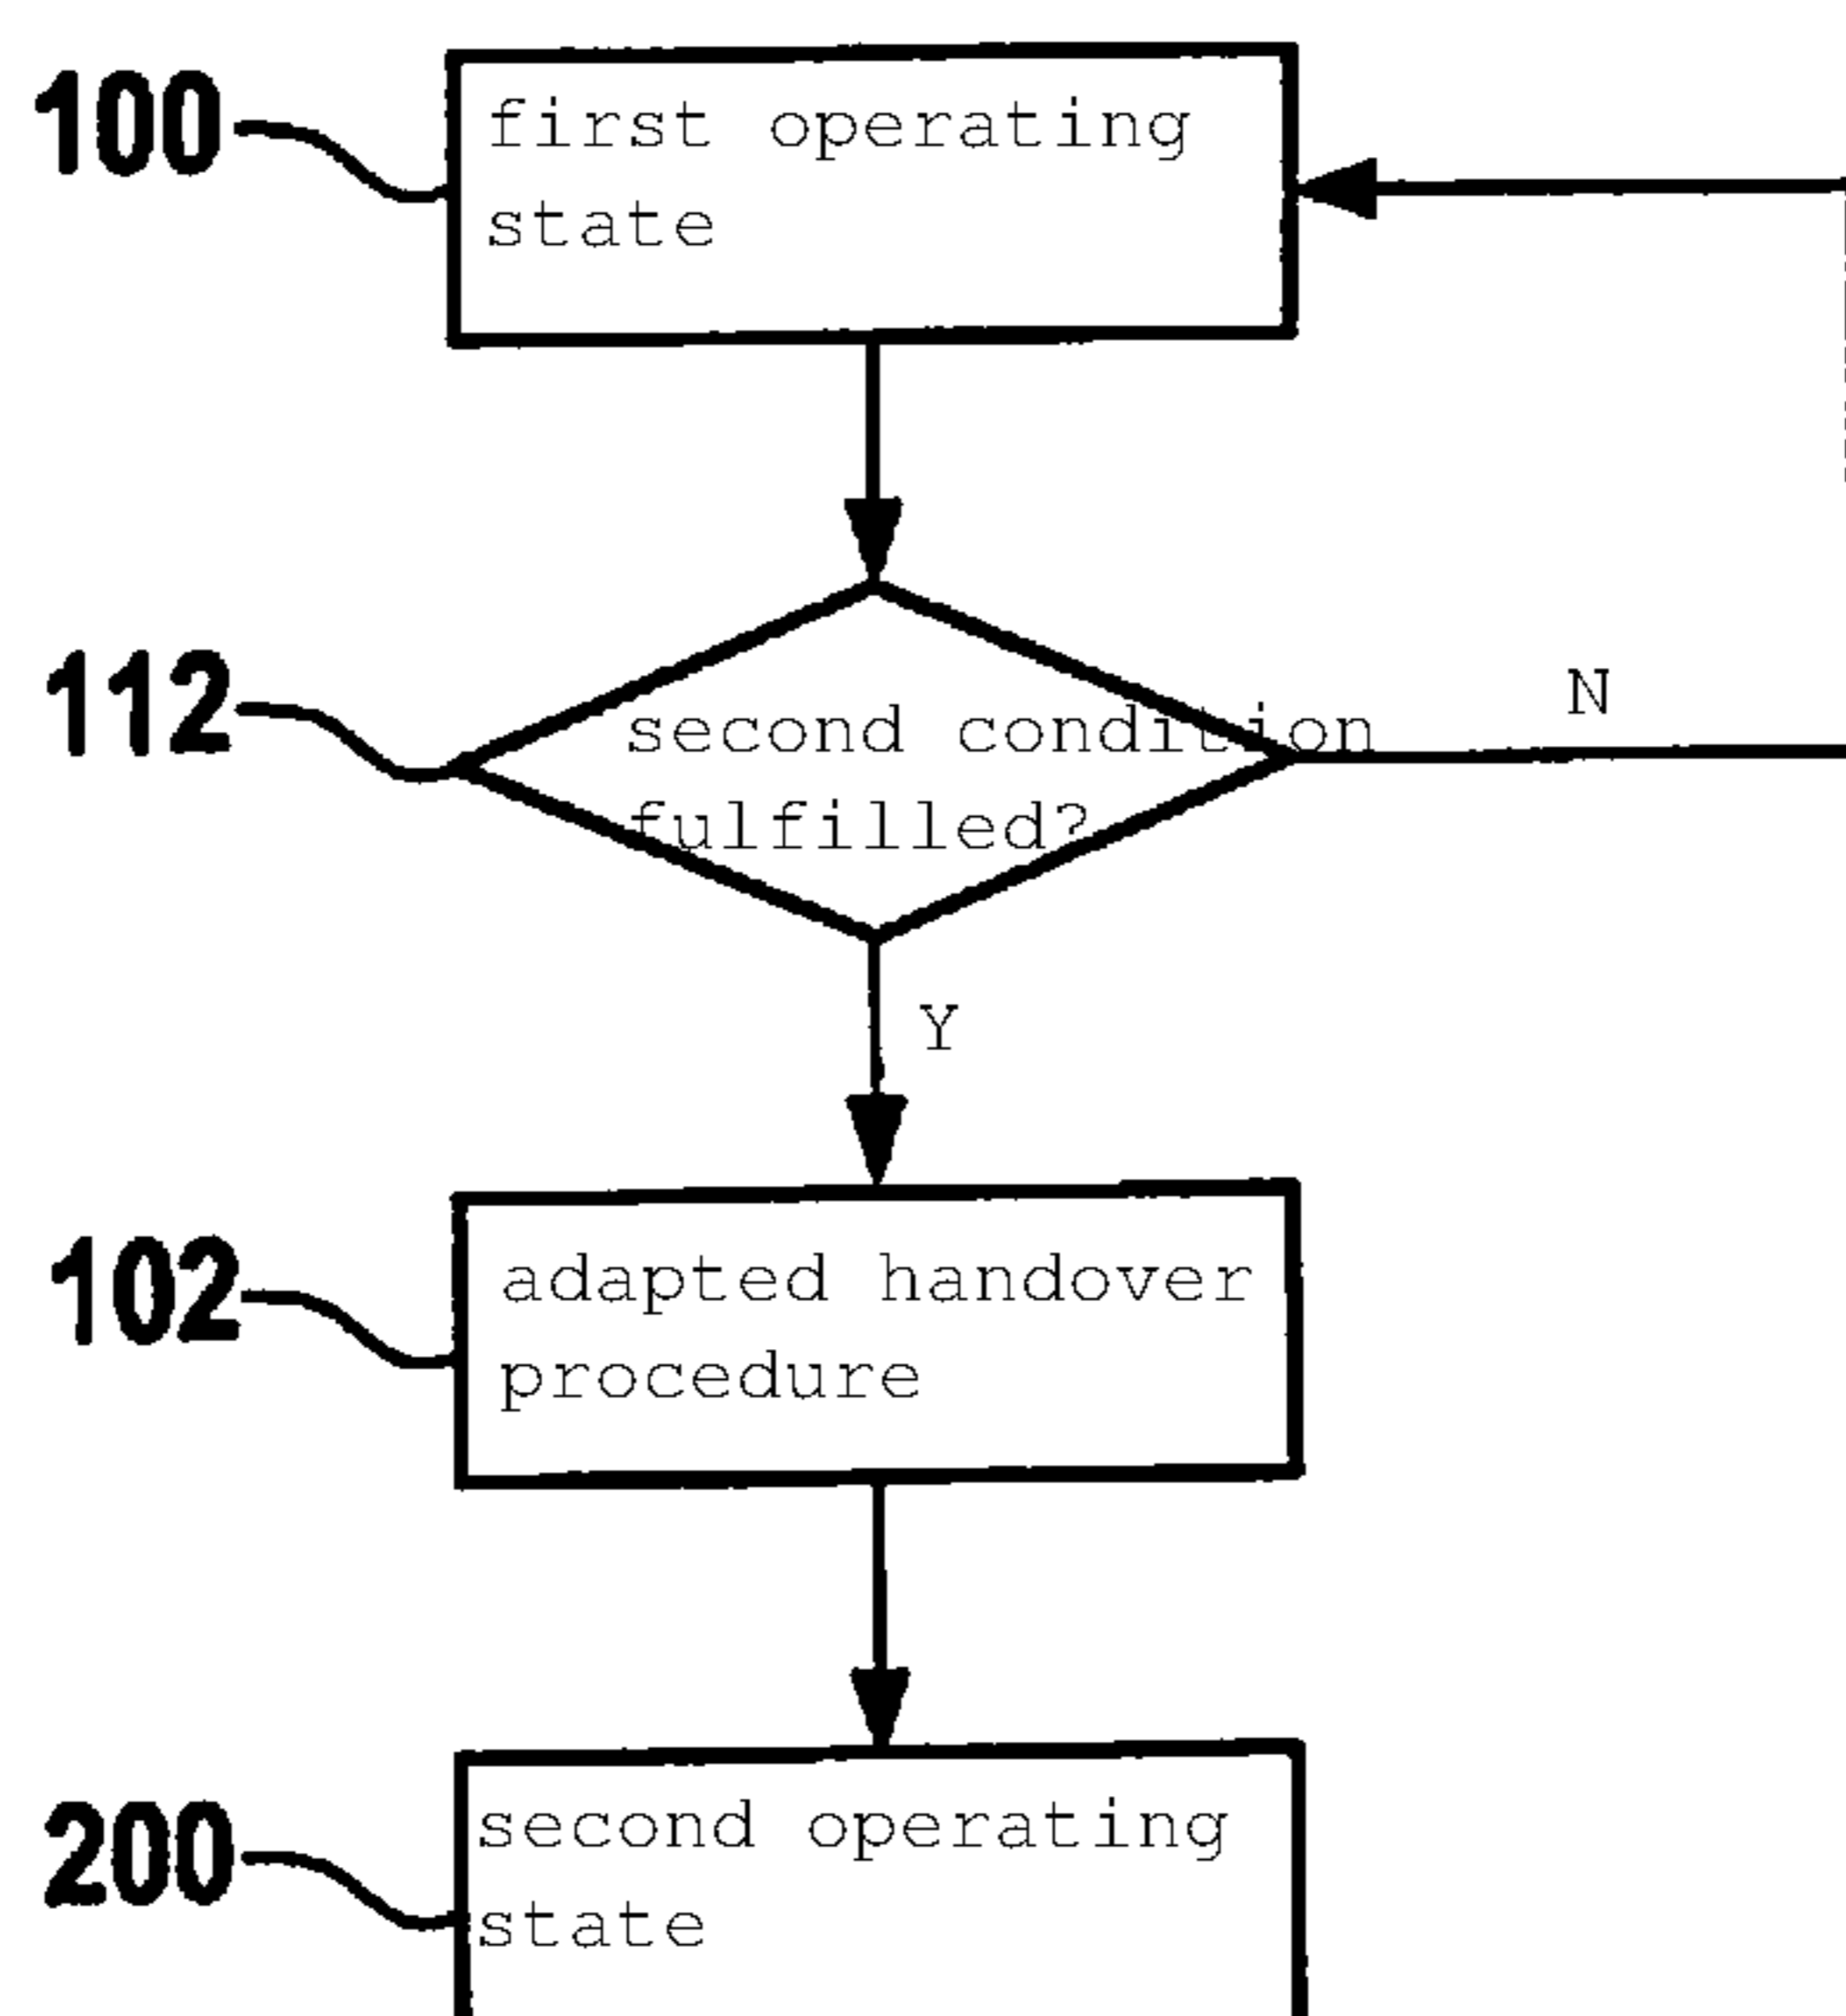 100
first operating
state
112
second condition
fulfilled?
N
Y
102
adapted handover
procedure
200
second operating
state